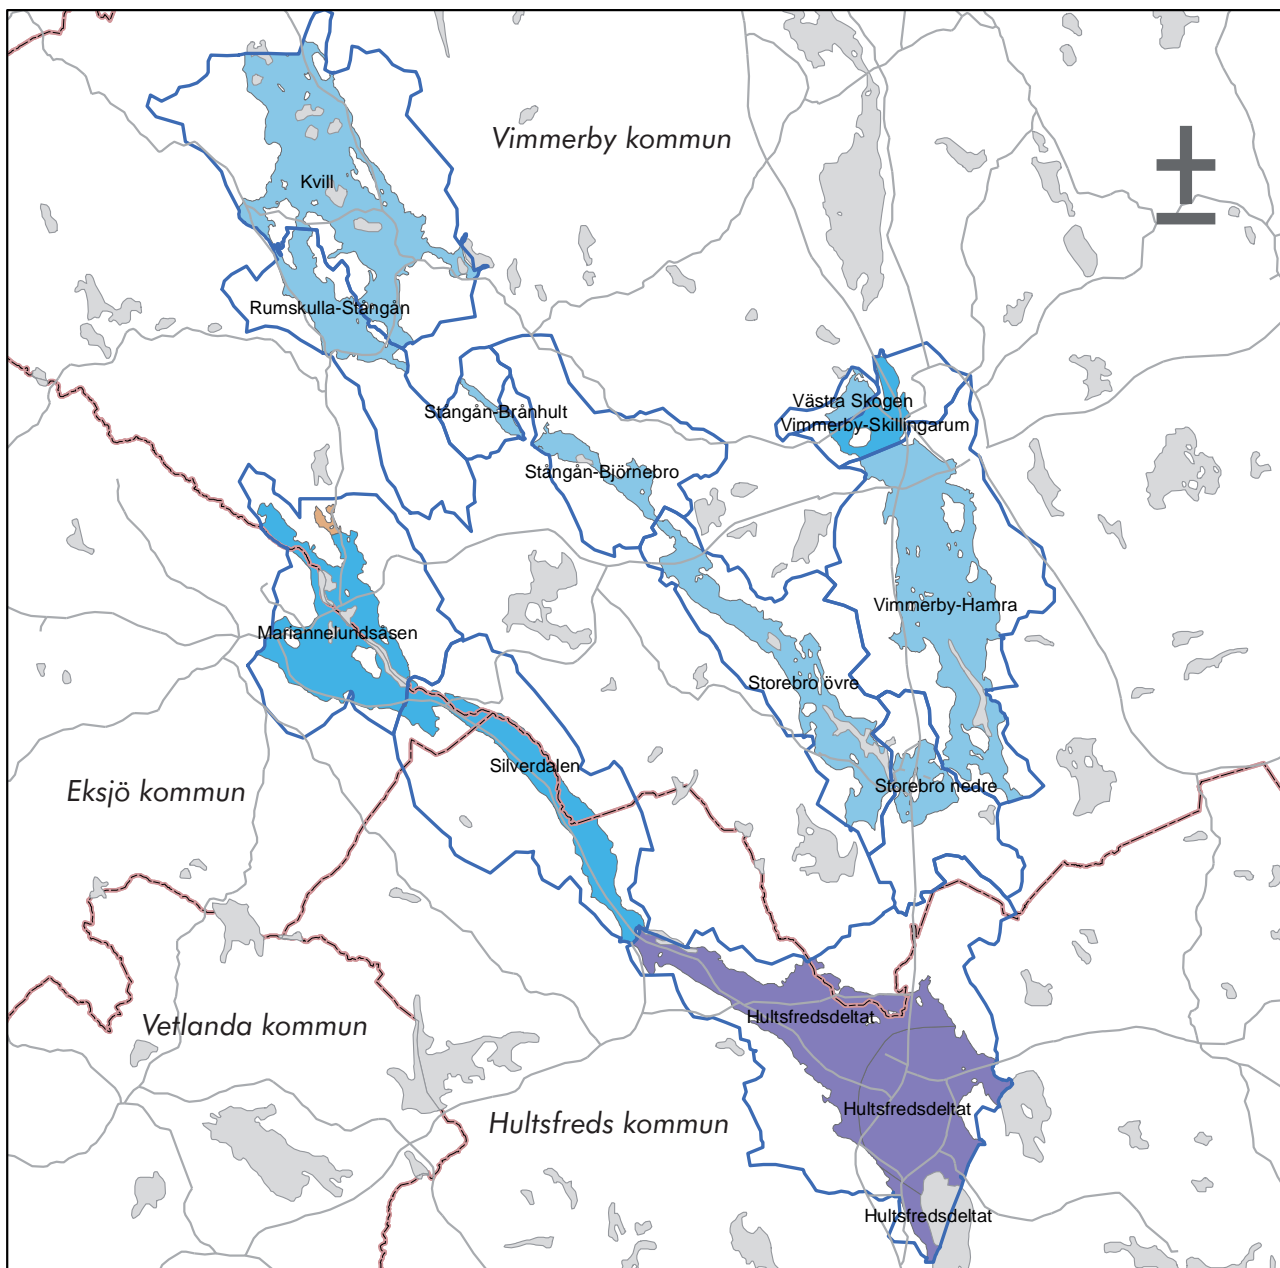 Vimmerby kommun
Kvill
Rumskulla-Stångån
Västra Skogen
Stångån-Brånhult
Vimmerby-Skillingarum
Stångån-Björnebro
Vimmerby-Hamra
Mariannelundsåsen
Storebro övre
Silverdalen
Storebro nedre
Eksjö kommun
Hultsfredsdeltat
Vetlanda kommun
Hultsfredsdeltat
Hultsfreds kommun
Hultsfredsdeltat